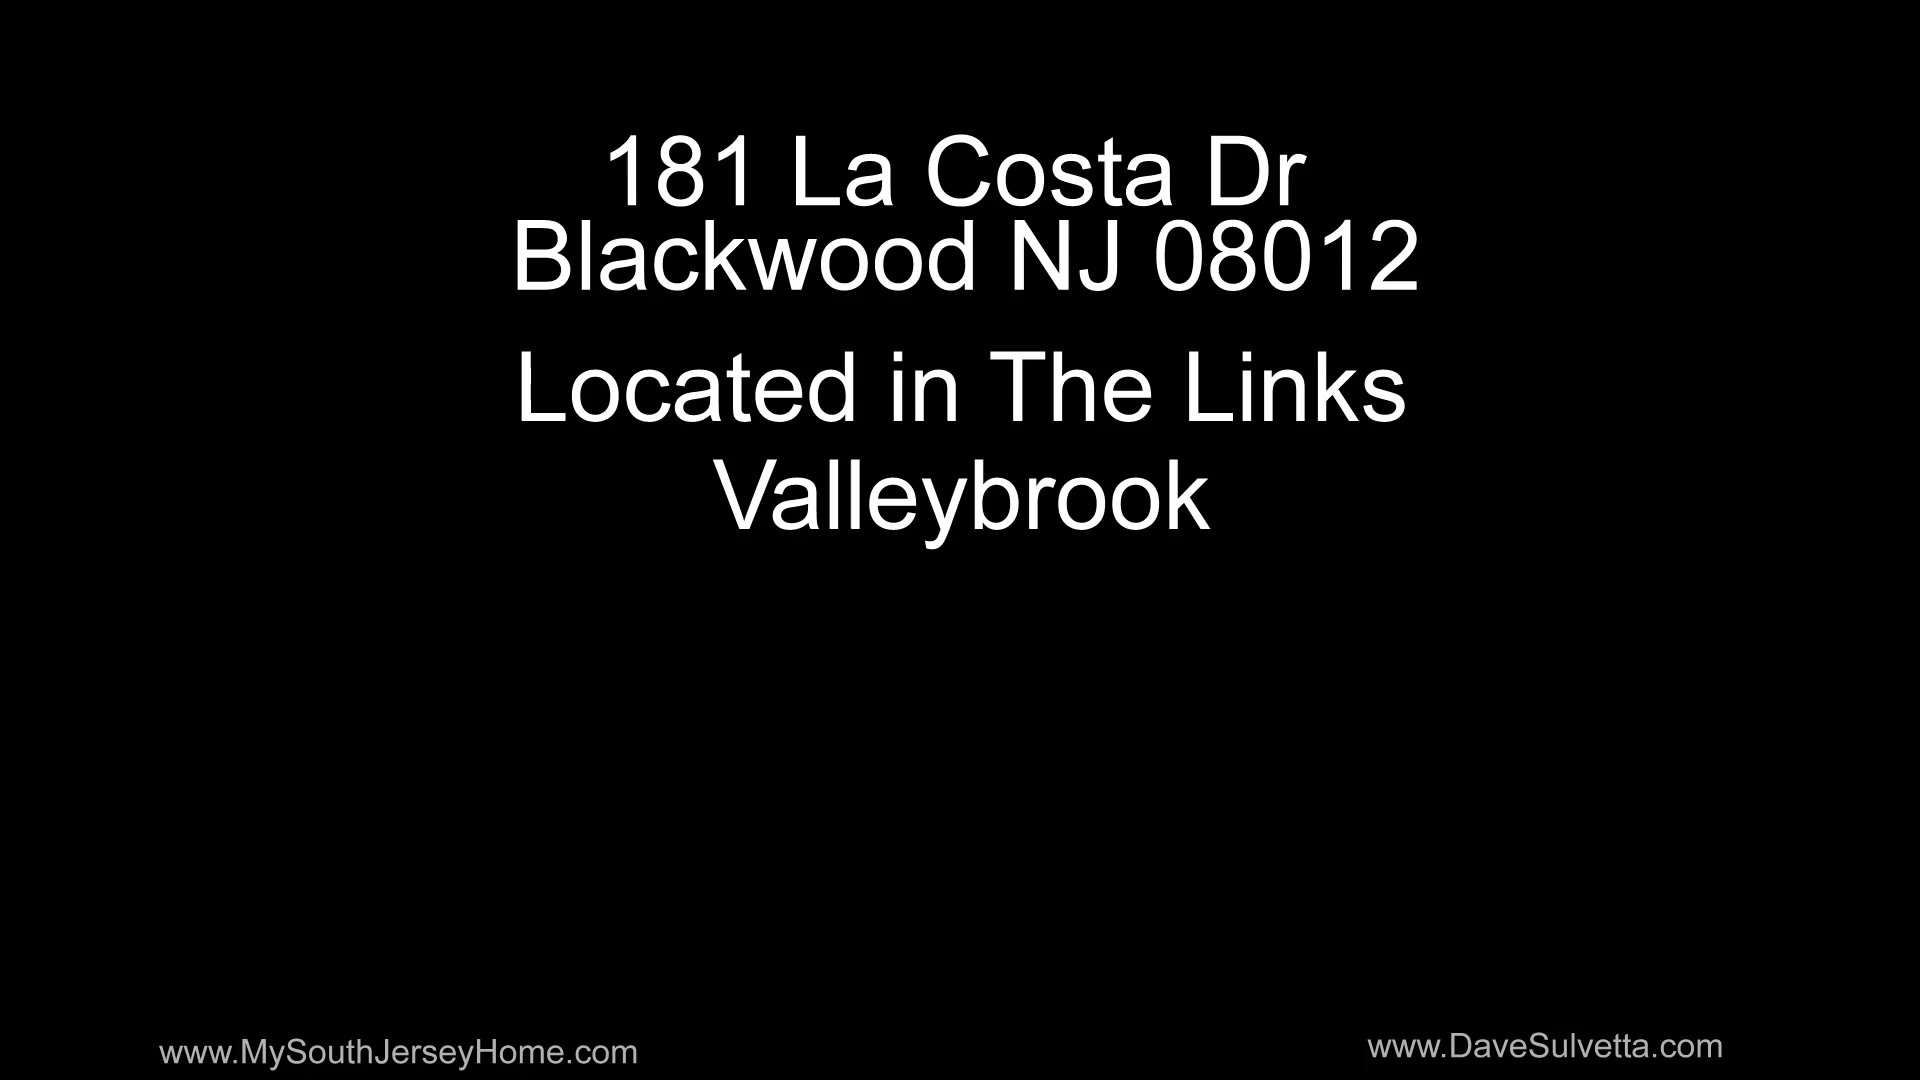 181 La Costa Dr
Blackwood NJ 08012
Located in The Links
Valleybrook
www.MySouthJerseyHome.com
www.DaveSulvetta.com